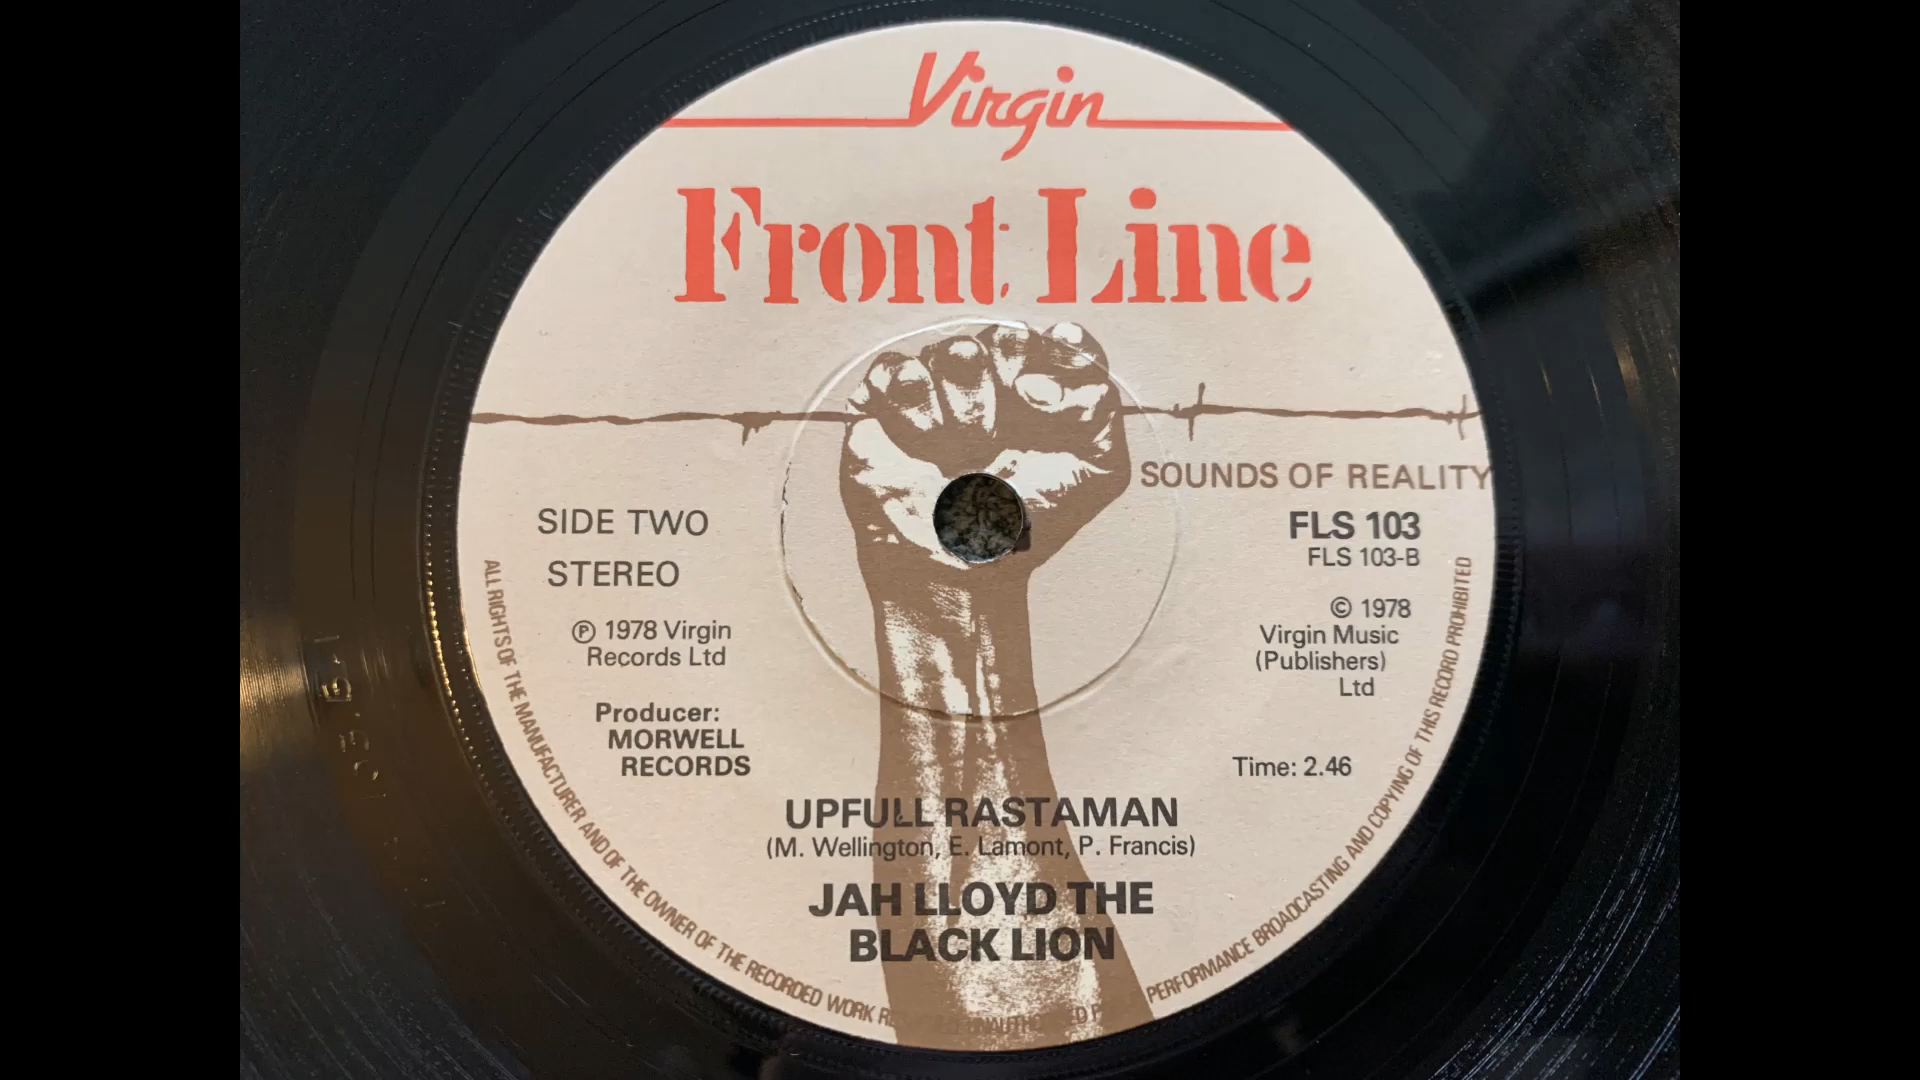 Virgin
Front Line
SOUNDS OF REALITY
SIDE TWO
STEREO
FLS 103
FLS 103-B
℗ 1978 Virgin
Records Ltd
© 1978
Virgin Music
(Publishers)
Ltd
Producer:
MORWELL
RECORDS
Time: 2.46
UPFULL RASTAMAN
(M. Wellington, E. Lamont, P. Francis)
JAH LLOYD THE
BLACK LION
ALL RIGHTS OF THE MANUFACTURER AND OF THE OWNER OF THE RECORDED WORK PERFORMANCE BROADCASTING AND COPYING OF THIS RECORD PROHIBITED